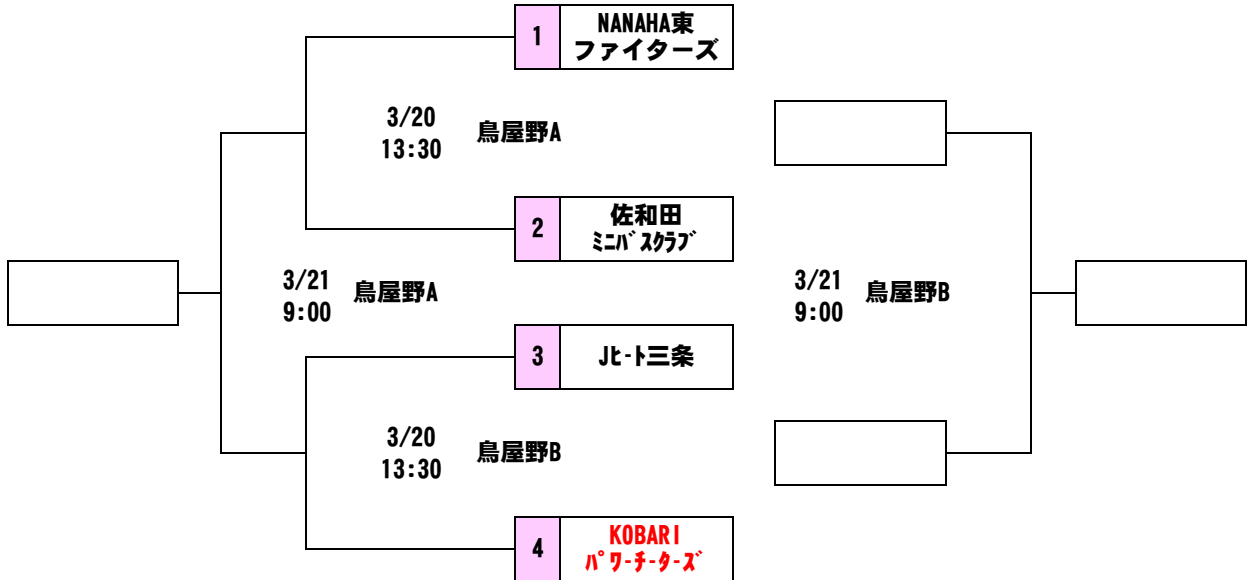 1
NANAHA東
ファイターズ
3/20
13:30
鳥屋野A
2
佐和田
ﾐﾆﾊﾞｽｸﾗﾌﾞ
3/21
9:00
鳥屋野A
3/21
9:00
鳥屋野B
3
Jﾋｰﾄ三条
3/20
13:30
鳥屋野B
4
KOBARI
ﾊﾟﾜｰﾁｰﾀｰｽﾞ